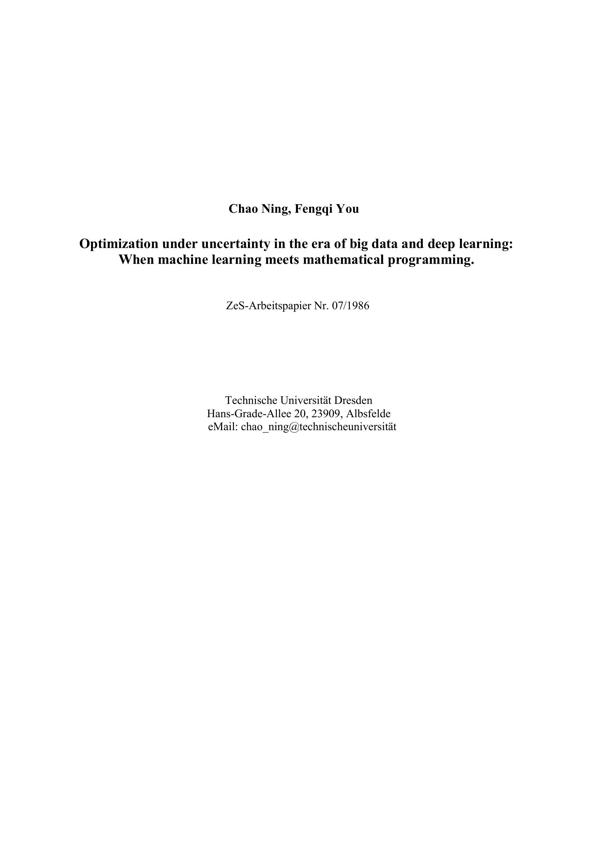 Chao Ning, Fengqi You
Optimization under uncertainty in the era of big data and deep learning:
When machine learning meets mathematical programming.
ZeS-Arbeitspapier Nr. 07/1986
Technische Universität Dresden
Hans-Grade-Allee 20, 23909, Albsfelde
eMail: chao_ning@technischeuniversität